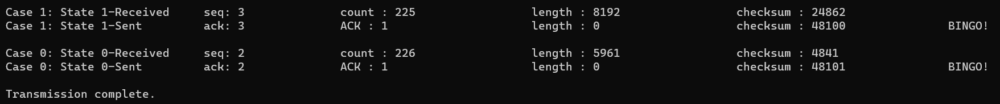 Case 1: State 1-Received seq: 3 count : 225 length : 8192 checksum : 24862
Case 1: State 1-Sent ack: 3 ACK : 1 length : 0 checksum : 48100 BINGO!
Case 0: State 0-Received seq: 2 count : 226 length : 5961 checksum : 4841
Case 0: State 0-Sent ack: 2 ACK : 1 length : 0 checksum : 48101 BINGO!
Transmission complete.